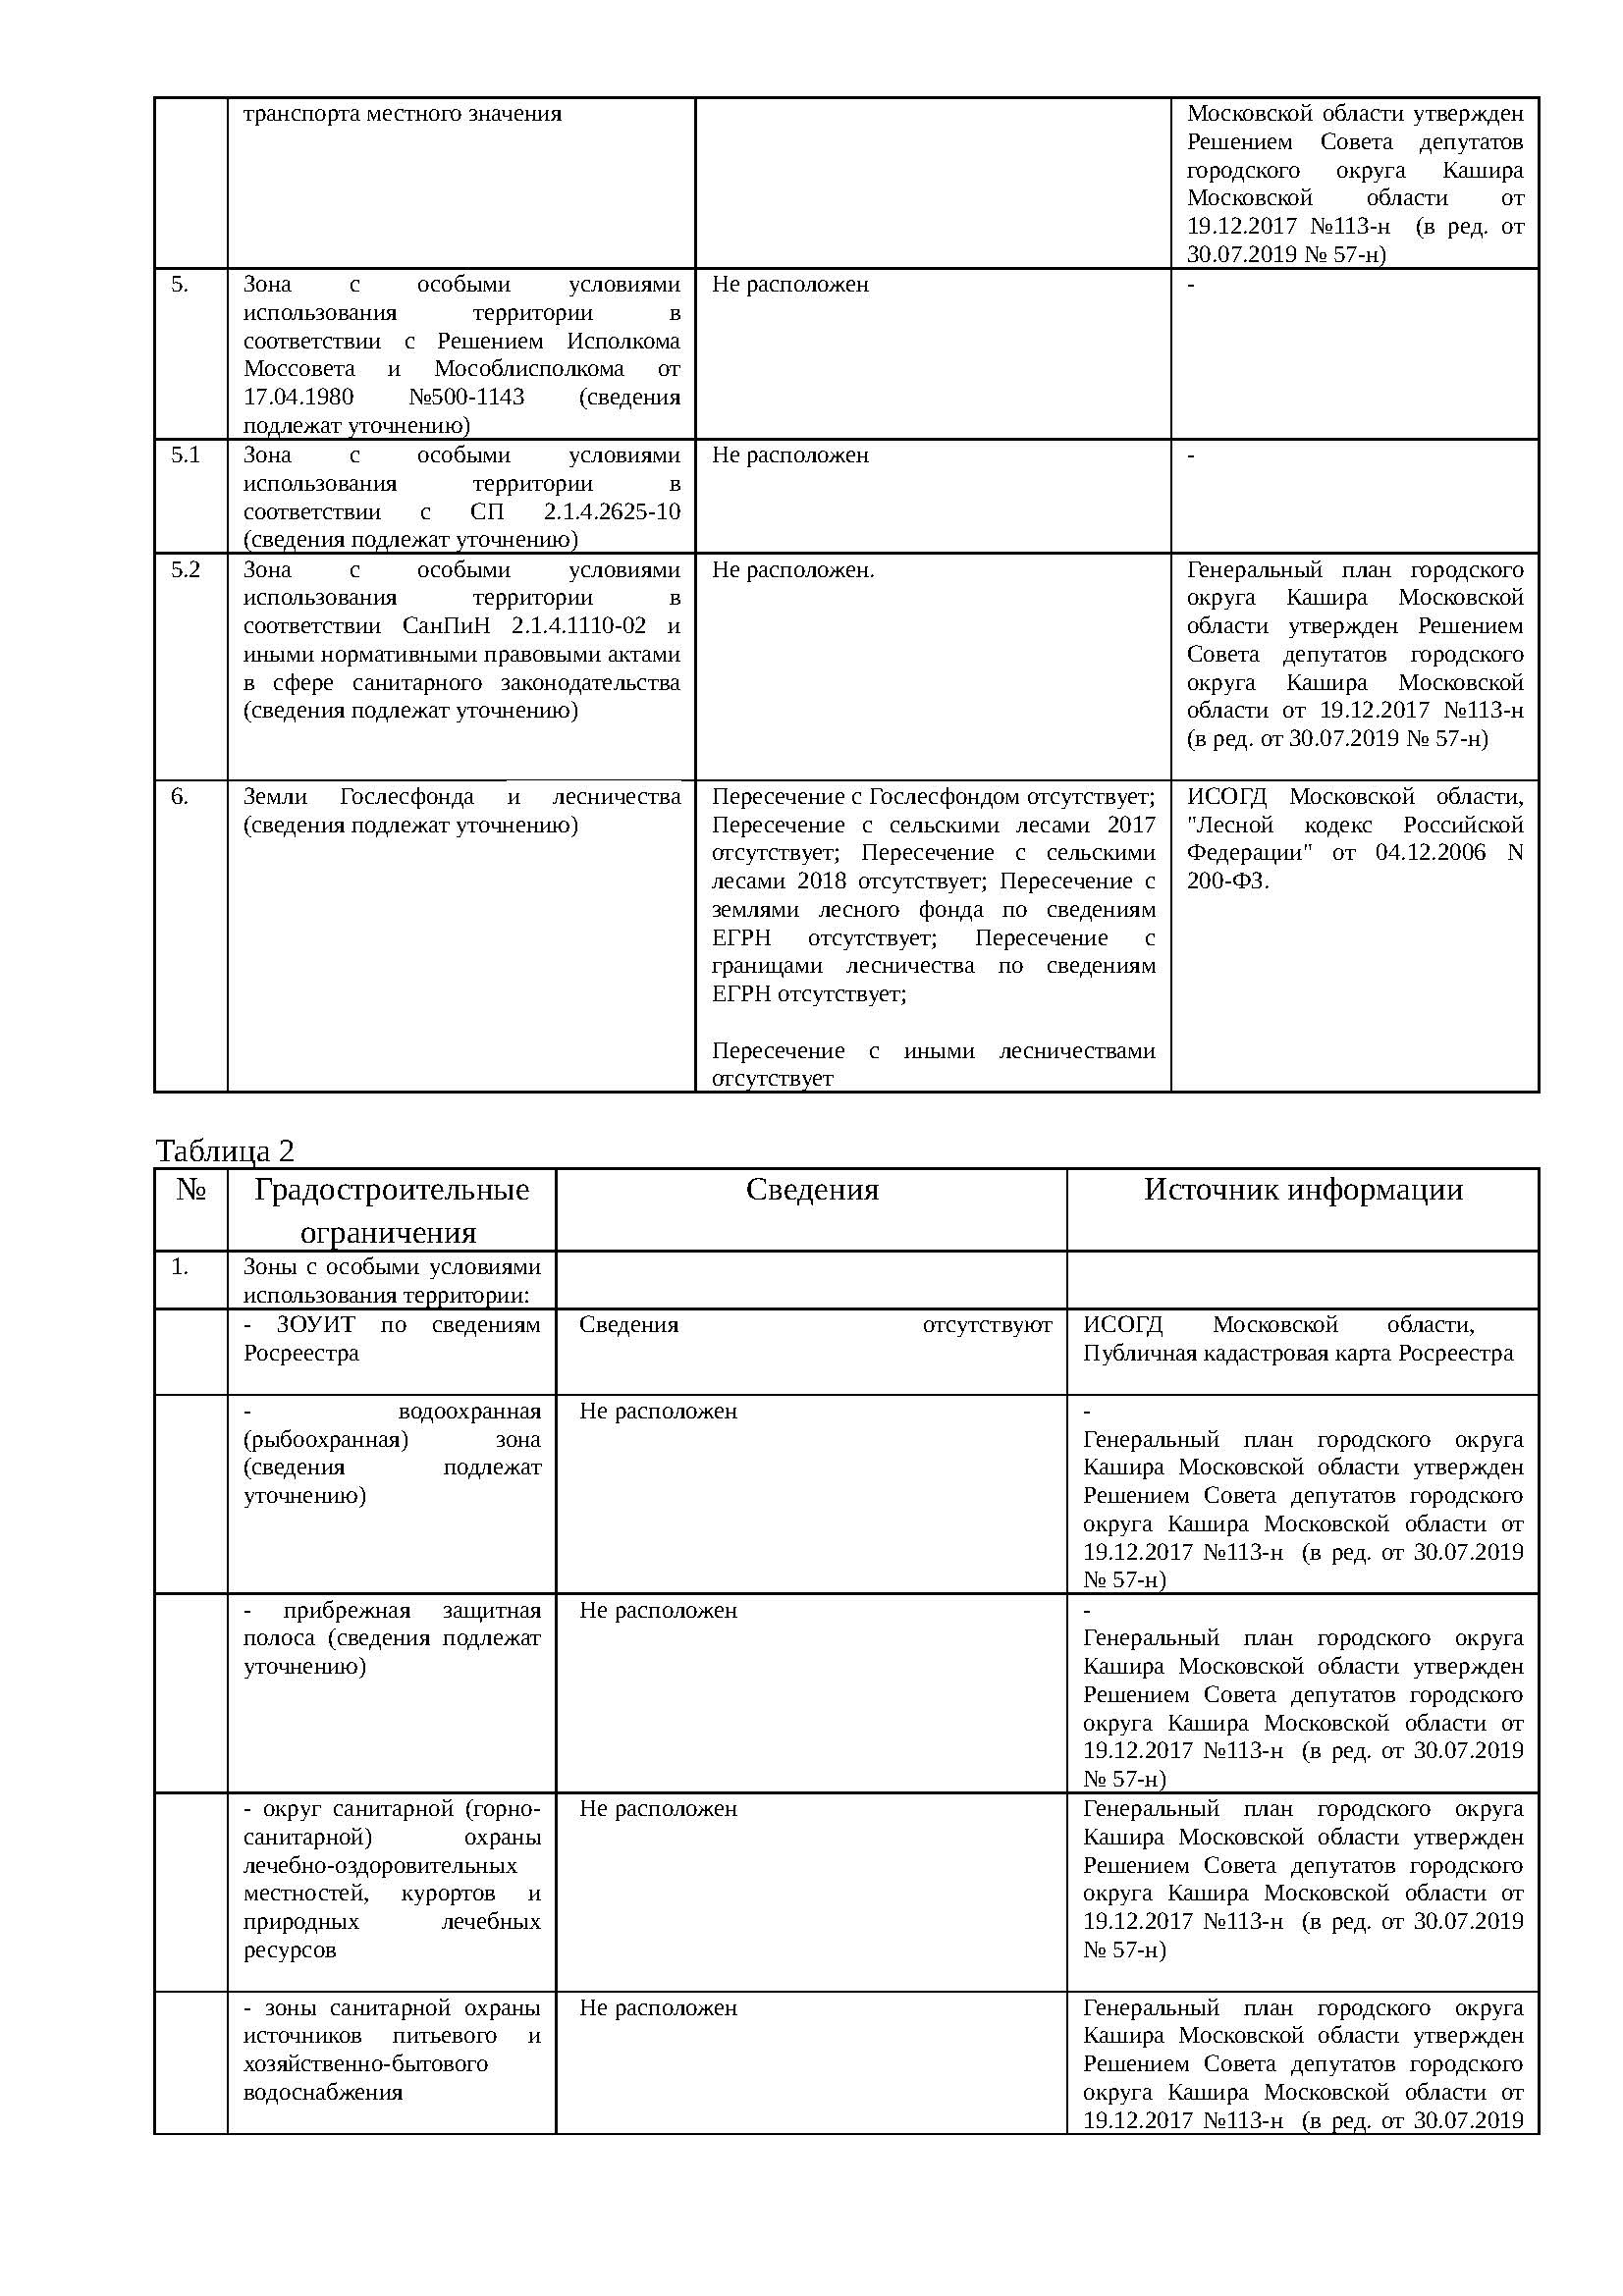 транспорта местного значения
Московской области утвержден
Решением Совета депутатов
городского округа Кашира
Московской области от
19.12.2017 №113-н (в ред. от
30.07.2019 № 57-н)
5.
Зона с особыми условиями
использования территории в
соответствии с Решением Исполкома
Моссовета и Мособлисполкома от
17.04.1980 №500-1143 (сведения
подлежат уточнению)
Не расположен
-
5.1
Зона с особыми условиями
использования территории в
соответствии с СП 2.1.4.2625-10
(сведения подлежат уточнению)
Не расположен
-
5.2
Зона с особыми условиями
использования территории в
соответствии СанПиН 2.1.4.1110-02 и
иными нормативными правовыми актами
в сфере санитарного законодательства
(сведения подлежат уточнению)
Не расположен.
Генеральный план городского
округа Кашира Московской
области утвержден Решением
Совета депутатов городского
округа Кашира Московской
области от 19.12.2017 №113-н
(в ред. от 30.07.2019 № 57-н)
6.
Земли Гослесфонда и лесничества
(сведения подлежат уточнению)
Пересечение с Гослесфондом отсутствует;
Пересечение с сельскими лесами 2017
отсутствует; Пересечение с сельскими
лесами 2018 отсутствует; Пересечение с
землями лесного фонда по сведениям
ЕГРН отсутствует; Пересечение с
границами лесничества по сведениям
ЕГРН отсутствует;
Пересечение с иными лесничествами
отсутствует
ИСОГД Московской области,
"Лесной кодекс Российской
Федерации" от 04.12.2006 N
200-ФЗ.
Таблица 2
№
Градостроительные
ограничения
Сведения
Источник информации
1.
Зоны с особыми условиями
использования территории:
- ЗОУИТ по сведениям
Росреестра
Сведения отсутствуют
ИСОГД Московской области,
Публичная кадастровая карта Росреестра
- водоохранная
(рыбоохранная) зона
(сведения подлежат
уточнению)
Не расположен
-
Генеральный план городского округа
Кашира Московской области утвержден
Решением Совета депутатов городского
округа Кашира Московской области от
19.12.2017 №113-н (в ред. от 30.07.2019
№ 57-н)
- прибрежная защитная
полоса (сведения подлежат
уточнению)
Не расположен
-
Генеральный план городского округа
Кашира Московской области утвержден
Решением Совета депутатов городского
округа Кашира Московской области от
19.12.2017 №113-н (в ред. от 30.07.2019
№ 57-н)
- округ санитарной (горно-
санитарной) охраны
лечебно-оздоровительных
местностей, курортов и
природных лечебных
ресурсов
Не расположен
Генеральный план городского округа
Кашира Московской области утвержден
Решением Совета депутатов городского
округа Кашира Московской области от
19.12.2017 №113-н (в ред. от 30.07.2019
№ 57-н)
- зоны санитарной охраны
источников питьевого и
хозяйственно-бытового
водоснабжения
Не расположен
Генеральный план городского округа
Кашира Московской области утвержден
Решением Совета депутатов городского
округа Кашира Московской области от
19.12.2017 №113-н (в ред. от 30.07.2019